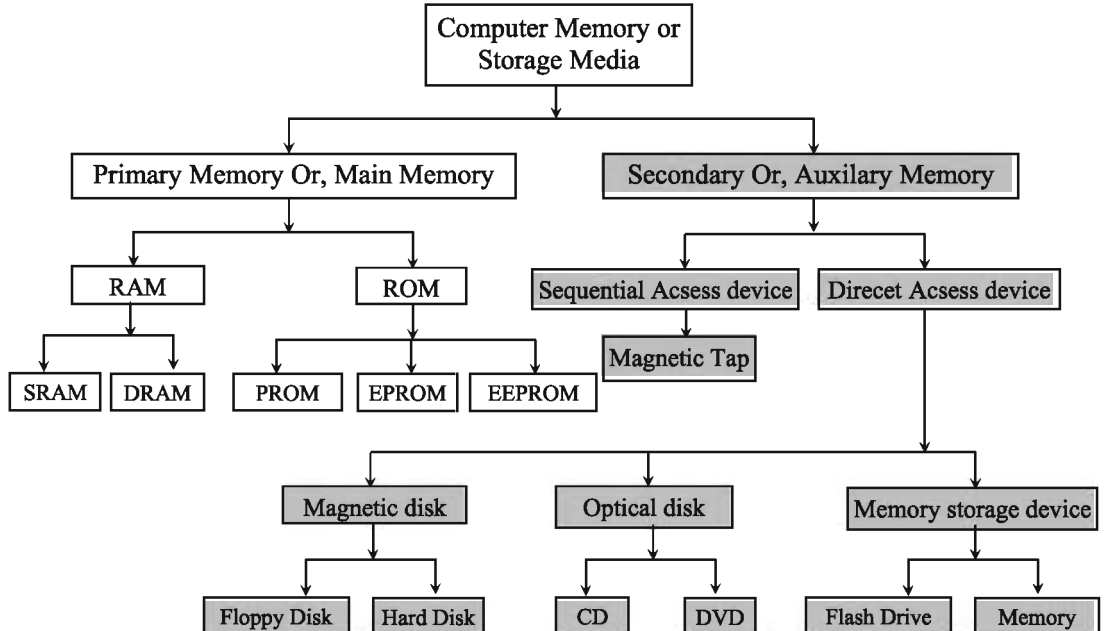 Computer Memory or
Storage Media
Primary Memory Or, Main Memory
Secondary Or, Auxilary Memory
RAM
ROM
Sequential Acsess device
Direcet Acsess device
Magnetic Tap
SRAM
DRAM
PROM
EPROM
EEPROM
Magnetic disk
Optical disk
Memory storage device
Floppy Disk
Hard Disk
CD
DVD
Flash Drive
Memory